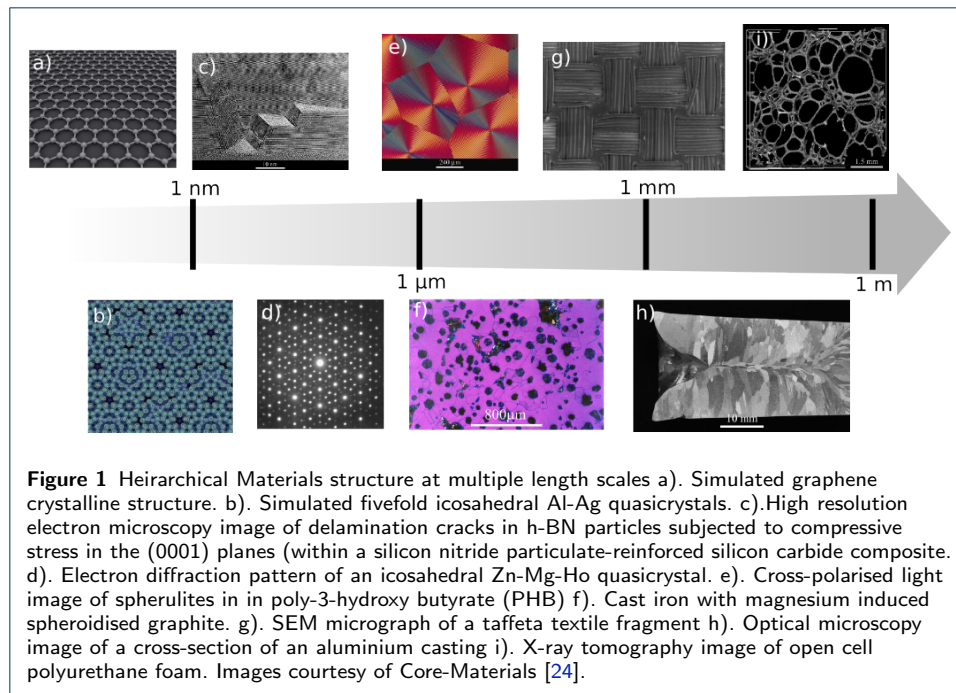 a)
c)
10 nm
e)
200 μm
g)
i)
1.5 mm
1 nm
1 mm
1 μm
1 m
b)
d)
f)
800μm
h)
10 mm
Figure 1 Heirarchical Materials structure at multiple length scales a). Simulated graphene
crystalline structure. b). Simulated fivefold icosahedral Al-Ag quasicrystals. c).High resolution
electron microscopy image of delamination cracks in h-BN particles subjected to compressive
stress in the (0001) planes (within a silicon nitride particulate-reinforced silicon carbide composite.
d). Electron diffraction pattern of an icosahedral Zn-Mg-Ho quasicrystal. e). Cross-polarised light
image of spherulites in in poly-3-hydroxy butyrate (PHB) f). Cast iron with magnesium induced
spheroidised graphite. g). SEM micrograph of a taffeta textile fragment h). Optical microscopy
image of a cross-section of an aluminium casting i). X-ray tomography image of open cell
polyurethane foam. Images courtesy of Core-Materials [24].